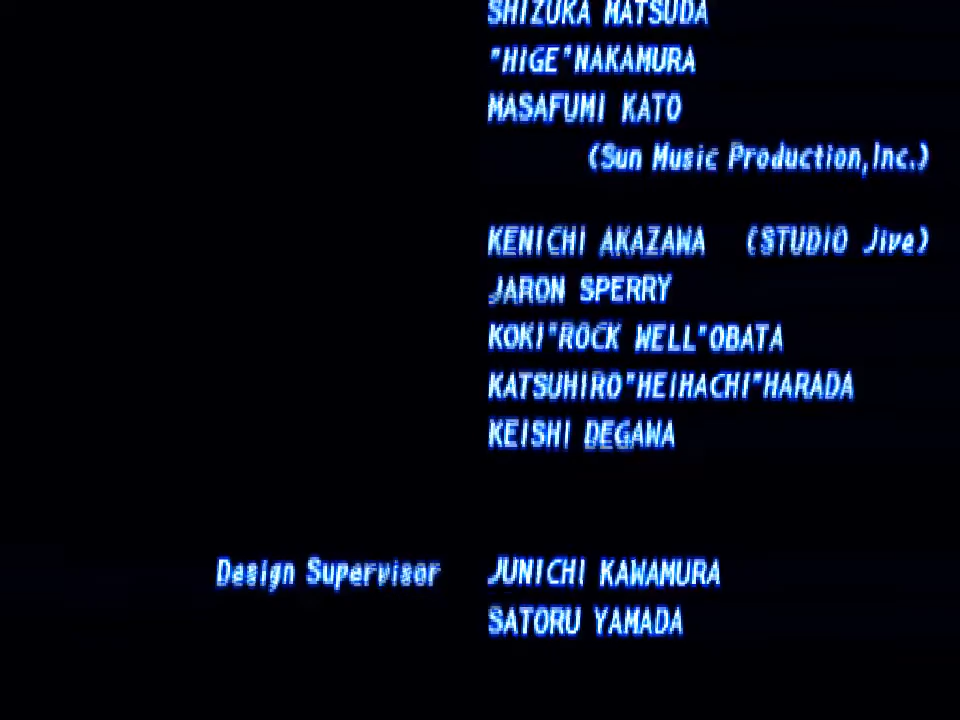 SHIZUKA MATSUDA
"HIGE"NAKAMURA
MASAFUMI KATO
(Sun Music Production,Inc.)
KENICHI AKAZAWA (STUDIO Jive)
JARON SPERRY
KOKI"ROCK WELL"OBATA
KATSUHIRO"HEIHACHI"HARADA
KEISHI DEGAWA
Design Supervisor JUNICHI KAWAMURA
SATORU YAMADA